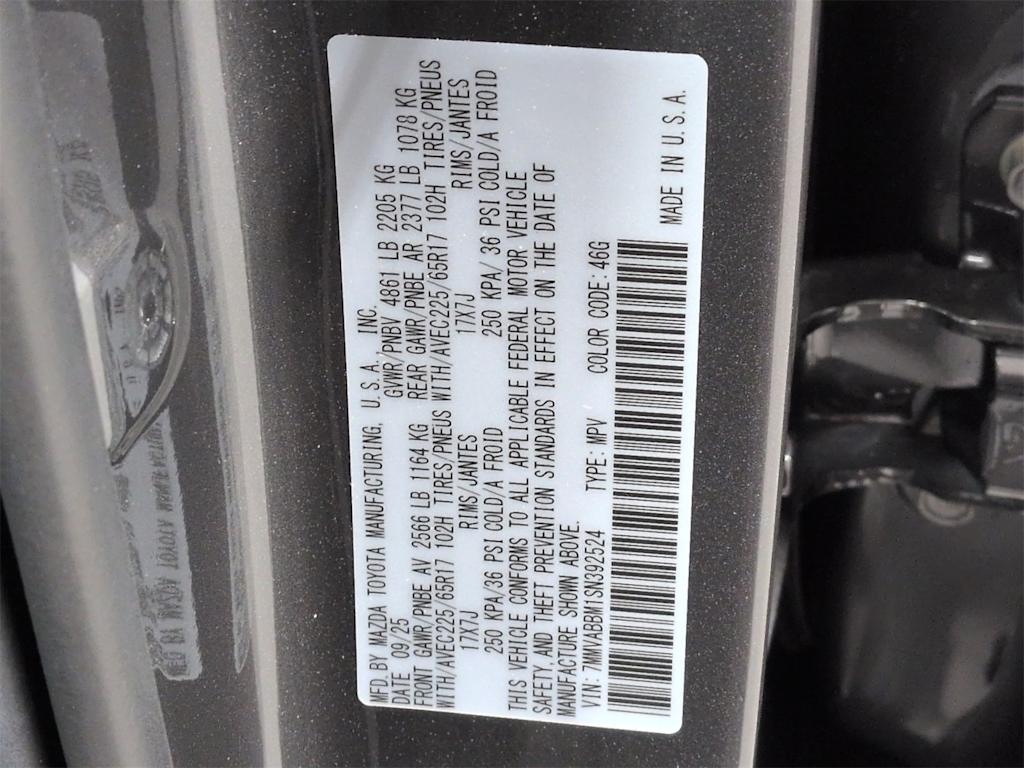 MFD. BY MAZDA TOYOTA MANUFACTURING, U. S. A., INC.
DATE 09/25 GVWR/PNBV 4861 LB 2205 KG
FRONT GAWR/PNBE AV 2566 LB 1164 KG REAR GAWR/PNBE AR 2377 LB 1078 KG
WITH/AVEC225/65R17 102H TIRES/PNEUS WITH/AVEC225/65R17 102H TIRES/PNEUS
17X7J RIMS/JANTES 17X7J RIMS/JANTES
250 KPA/36 PSI COLD/A FROID 250 KPA/ 36 PSI COLD/A FROID
THIS VEHICLE CONFORMS TO ALL APPLICABLE FEDERAL MOTOR VEHICLE
SAFETY, AND THEFT PREVENTION STANDARDS IN EFFECT ON THE DATE OF
MANUFACTURE SHOWN ABOVE.
VIN: 7MMVABBM1SN392524 TYPE: MPV COLOR CODE: 46G
MADE IN U. S. A.